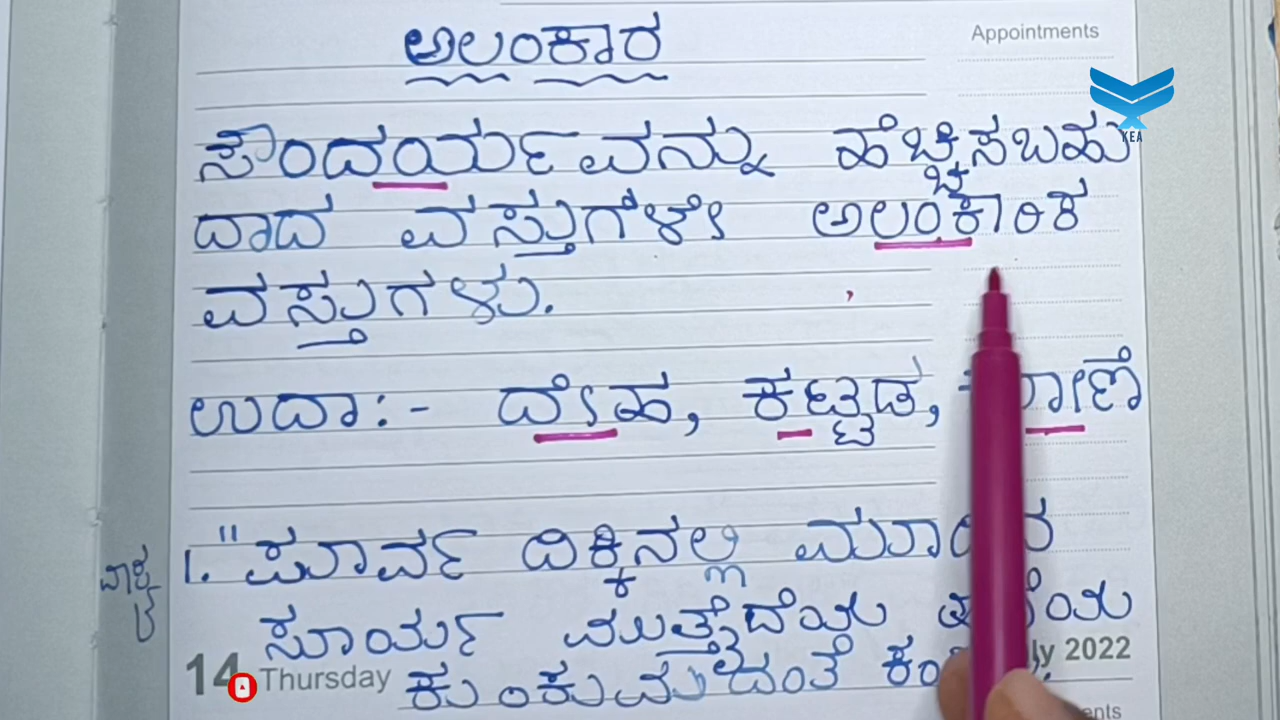 ಅಲಂಕಾರ
Appointments
KEA
ಸೌಂದರ್ಯವನ್ನು ಹೆಚ್ಚಿಸಬಹು
ದಾದ ವಸ್ತುಗಳೇ ಅಲಂಕಾರಿಕ
ವಸ್ತುಗಳು.
ಉದಾ:- ದೇಹ, ಕಟ್ಟಡ,
1. "ಪೂರ್ವ ದಿಕ್ಕಿನಲ್ಲಿ
ಸೂರ್ಯ ಮುತ್ತೈದೆಯ
14 Thursday 2022
ಕುಂಕುಮದಂತೆ